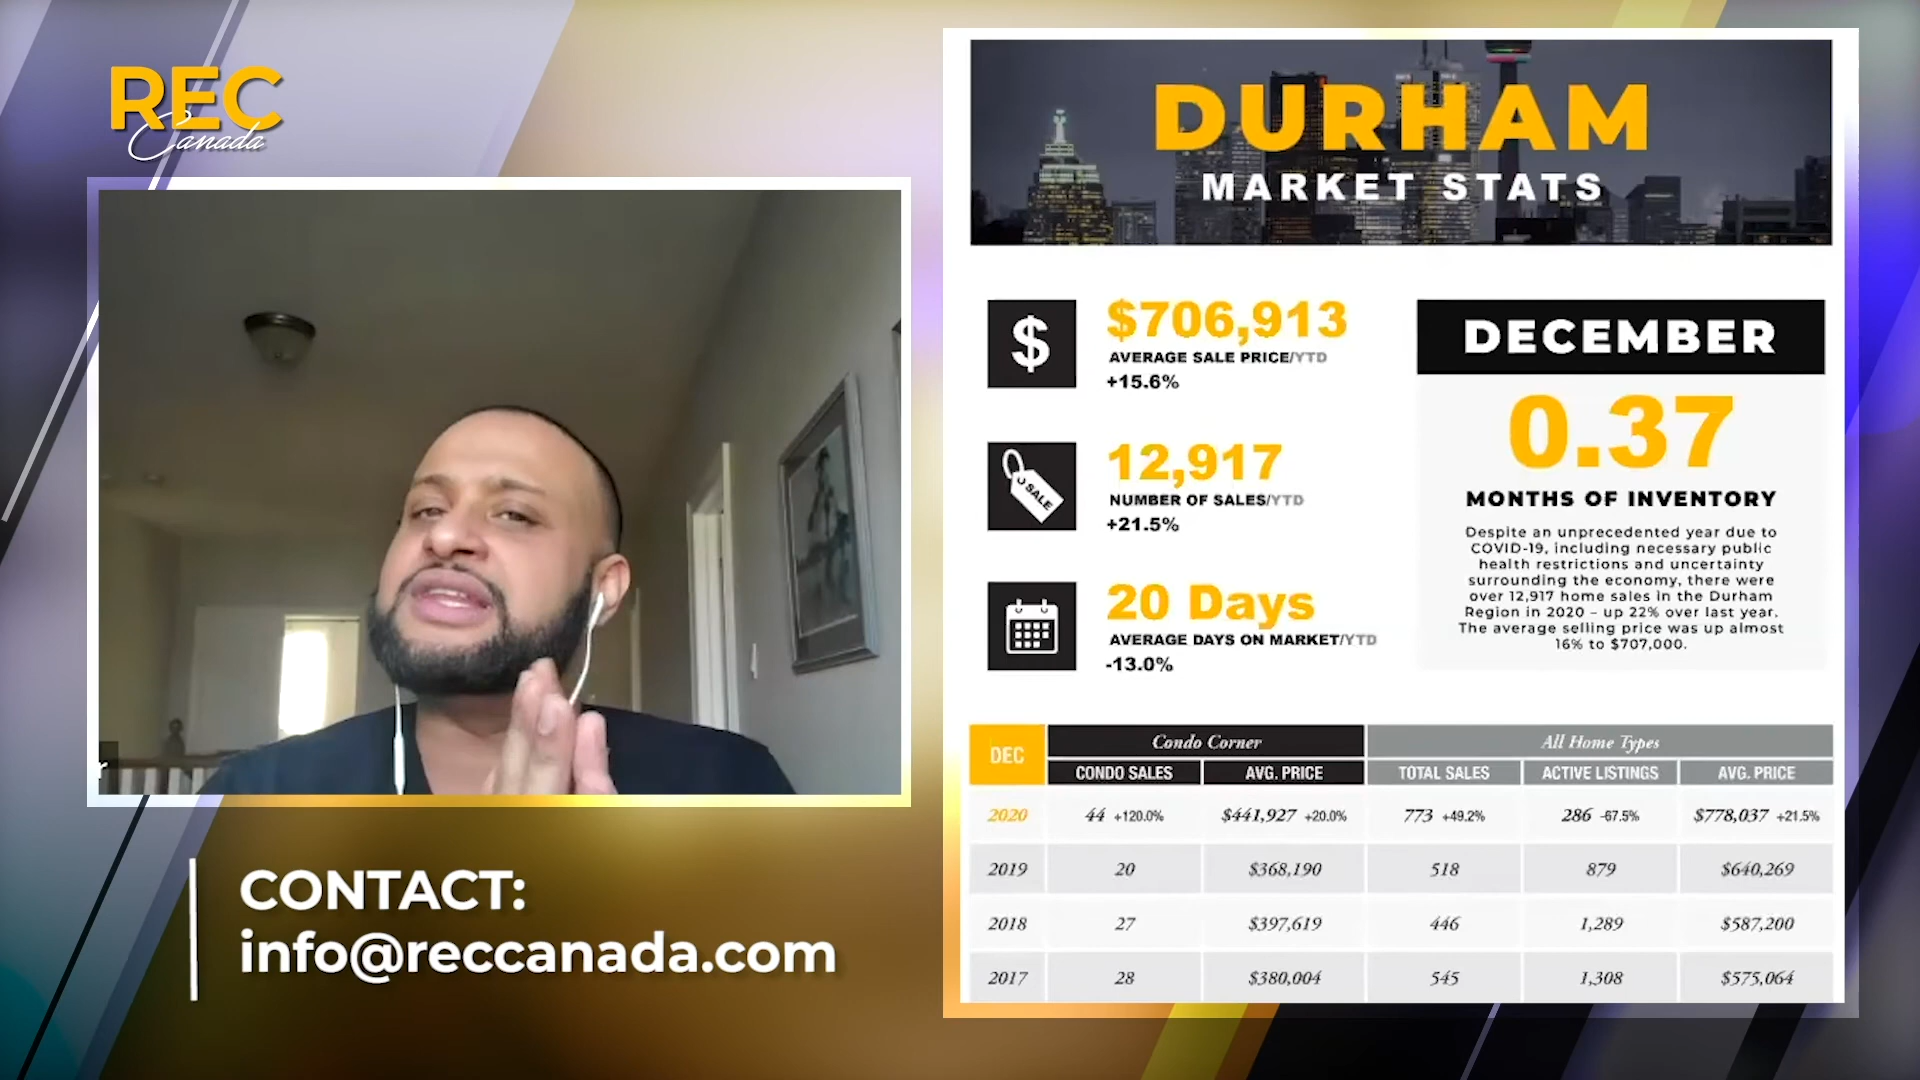 REC
Canada
CONTACT:
info@reccanada.com
DURHAM
MARKET STATS
$
$706,913
AVERAGE SALE PRICE/YTD
+15.6%
SALE
12,917
NUMBER OF SALES/YTD
+21.5%
20 Days
AVERAGE DAYS ON MARKET/YTD
-13.0%
DECEMBER
0.37
MONTHS OF INVENTORY
Despite an unprecedented year due to
COVID-19, including necessary public
health restrictions and uncertainty
surrounding the economy, there were
over 12,917 home sales in the Durham
Region in 2020 – up 22% over last year.
The average selling price was up almost
16% to $707,000.
DEC Condo Corner All Home Types
CONDO SALES AVG. PRICE TOTAL SALES ACTIVE LISTINGS AVG. PRICE
2020 44 +120.0% $441,927 +20.0% 773 +49.2% 286 -67.5% $778,037 +21.5%
2019 20 $368,190 518 879 $640,269
2018 27 $397,619 446 1,289 $587,200
2017 28 $380,004 545 1,308 $575,064